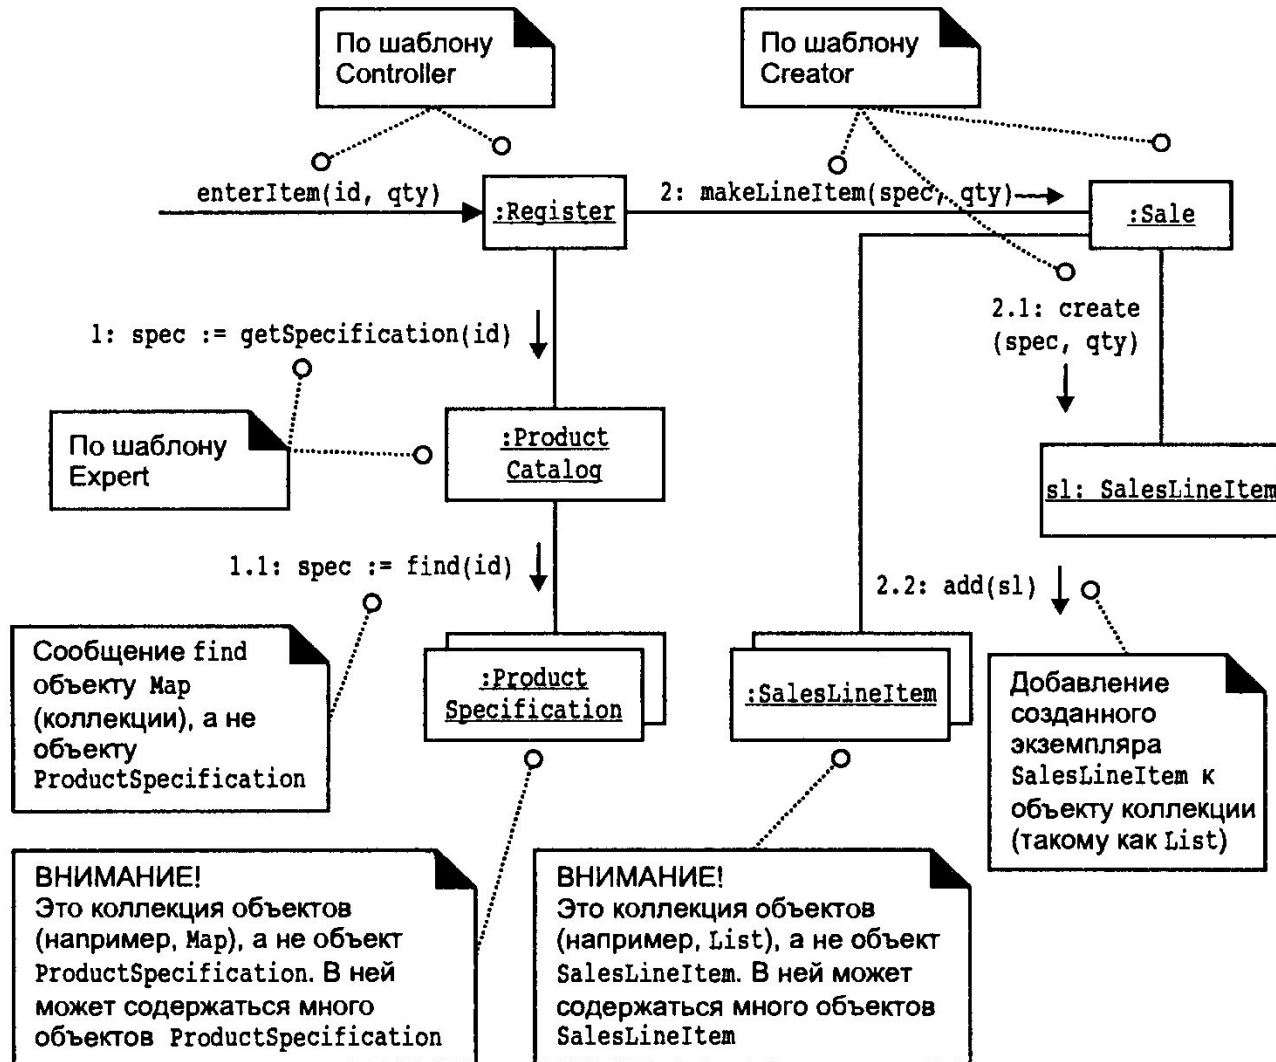 По шаблону
Controller
По шаблону
Creator
enterItem(id, qty)
:Register
2: makeLineItem(spec, qty)
:Sale
1: spec := getSpecification(id)
2.1: create
(spec, qty)
По шаблону
Expert
:Product
Catalog
sl: SalesLineItem
1.1: spec := find(id)
2.2: add(sl)
Сообщение find
объекту Map
(коллекции), а не
объекту
ProductSpecification
:Product
Specification
:SalesLineItem
Добавление
созданного
экземпляра
SalesLineItem к
объекту коллекции
(такому как List)
ВНИМАНИЕ!
Это коллекция объектов
(например, Map), а не объект
ProductSpecification. В ней
может содержаться много
объектов ProductSpecification
ВНИМАНИЕ!
Это коллекция объектов
(например, List), а не объект
SalesLineItem. В ней может
содержаться много объектов
SalesLineItem